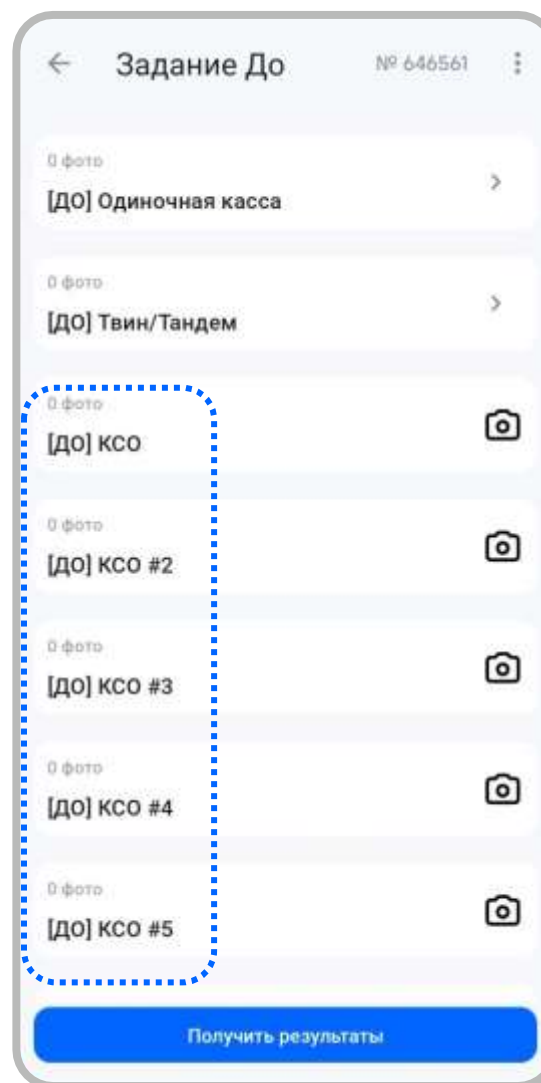 Задание До № 646561
0 фото
[ДО] Одиночная касса
0 фото
[ДО] Твин/Тандем
0 фото
[ДО] КСО
0 фото
[ДО] КСО #2
0 фото
[ДО] КСО #3
0 фото
[ДО] КСО #4
0 фото
[ДО] КСО #5
Получить результаты